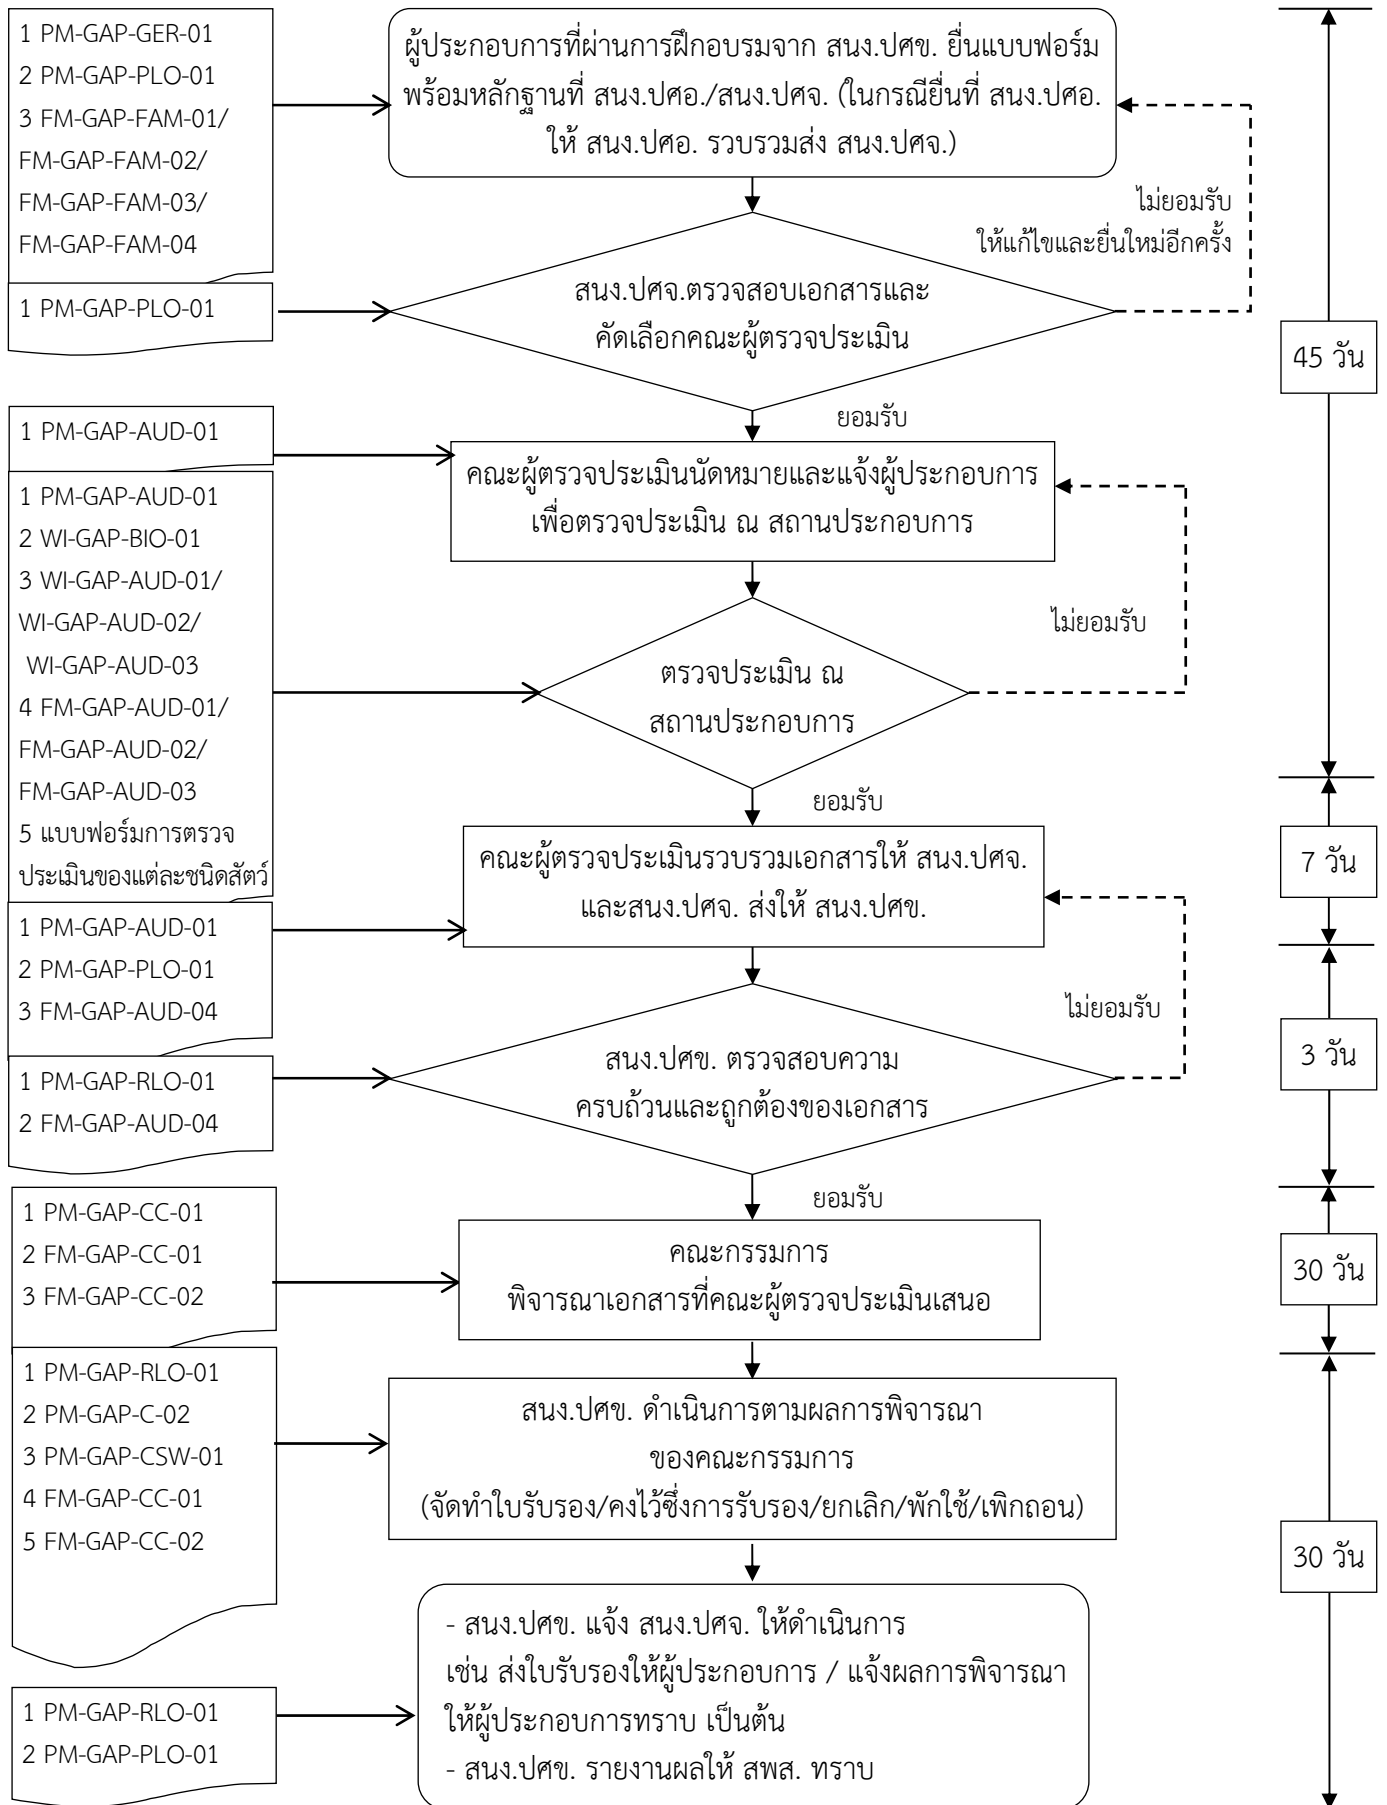 1 PM-GAP-GER-01
2 PM-GAP-PLO-01
3 FM-GAP-FAM-01/
FM-GAP-FAM-02/
FM-GAP-FAM-03/
FM-GAP-FAM-04
ผู้ประกอบการที่ผ่านการฝึกอบรมจาก สนง.ปศข. ยื่นแบบฟอร์ม
พร้อมหลักฐานที่ สนง.ปศอ./สนง.ปศจ. (ในกรณียื่นที่ สนง.ปศอ.
ให้ สนง.ปศอ. รวบรวมส่ง สนง.ปศจ.)
ไม่ยอมรับ
ให้แก้ไขและยื่นใหม่อีกครั้ง
1 PM-GAP-PLO-01
สนง.ปศจ.ตรวจสอบเอกสารและ
คัดเลือกคณะผู้ตรวจประเมิน
45 วัน
ยอมรับ
1 PM-GAP-AUD-01
คณะผู้ตรวจประเมินนัดหมายและแจ้งผู้ประกอบการ
เพื่อตรวจประเมิน ณ สถานประกอบการ
1 PM-GAP-AUD-01
2 WI-GAP-BIO-01
3 WI-GAP-AUD-01/
WI-GAP-AUD-02/
WI-GAP-AUD-03
4 FM-GAP-AUD-01/
FM-GAP-AUD-02/
FM-GAP-AUD-03
5 แบบฟอร์มการตรวจ
ประเมินของแต่ละชนิดสัตว์
ไม่ยอมรับ
ตรวจประเมิน ณ
สถานประกอบการ
ยอมรับ
คณะผู้ตรวจประเมินรวบรวมเอกสารให้ สนง.ปศจ.
และสนง.ปศจ. ส่งให้ สนง.ปศข.
7 วัน
1 PM-GAP-AUD-01
2 PM-GAP-PLO-01
3 FM-GAP-AUD-04
ไม่ยอมรับ
สนง.ปศข. ตรวจสอบความ
ครบถ้วนและถูกต้องของเอกสาร
3 วัน
1 PM-GAP-RLO-01
2 FM-GAP-AUD-04
ยอมรับ
1 PM-GAP-CC-01
2 FM-GAP-CC-01
3 FM-GAP-CC-02
คณะกรรมการ
พิจารณาเอกสารที่คณะผู้ตรวจประเมินเสนอ
30 วัน
1 PM-GAP-RLO-01
2 PM-GAP-C-02
3 PM-GAP-CSW-01
4 FM-GAP-CC-01
5 FM-GAP-CC-02
สนง.ปศข. ดำเนินการตามผลการพิจารณา
ของคณะกรรมการ
(จัดทำใบรับรอง/คงไว้ซึ่งการรับรอง/ยกเลิก/พักใช้/เพิกถอน)
30 วัน
- สนง.ปศข. แจ้ง สนง.ปศจ. ให้ดำเนินการ
เช่น ส่งใบรับรองให้ผู้ประกอบการ / แจ้งผลการพิจารณา
ให้ผู้ประกอบการทราบ เป็นต้น
- สนง.ปศข. รายงานผลให้ สพส. ทราบ
1 PM-GAP-RLO-01
2 PM-GAP-PLO-01